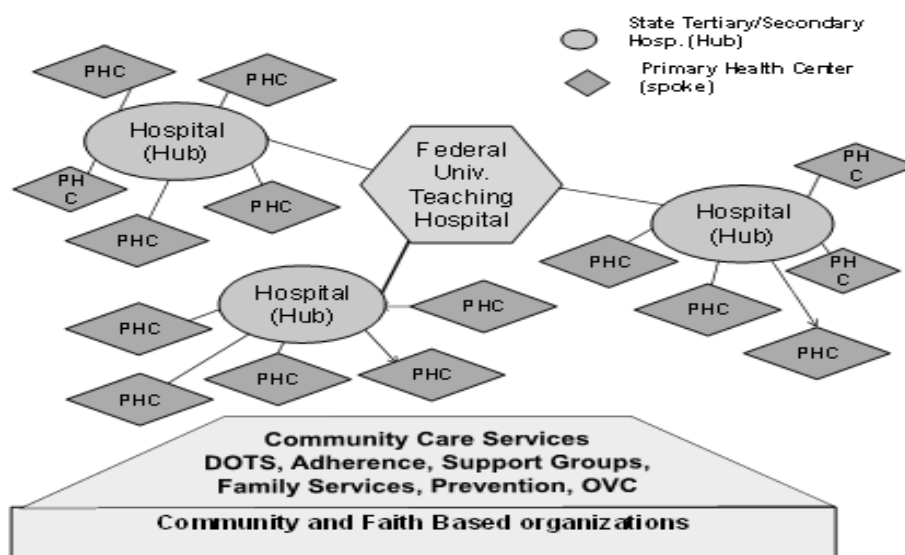 State Tertiary/Secondary
Hosp. (Hub)
Primary Health Center
(spoke)
PHC
PHC
Hospital
(Hub)
PH
C
PHC
PHC
Federal
Univ.
Teaching
Hospital
PH
C
Hospital
(Hub)
PHC
PH
C
PHC
PHC
Hospital
(Hub)
PHC
PHC
PHC
PHC
PHC
Community Care Services
DOTS, Adherence, Support Groups,
Family Services, Prevention, OVC
Community and Faith Based organizations